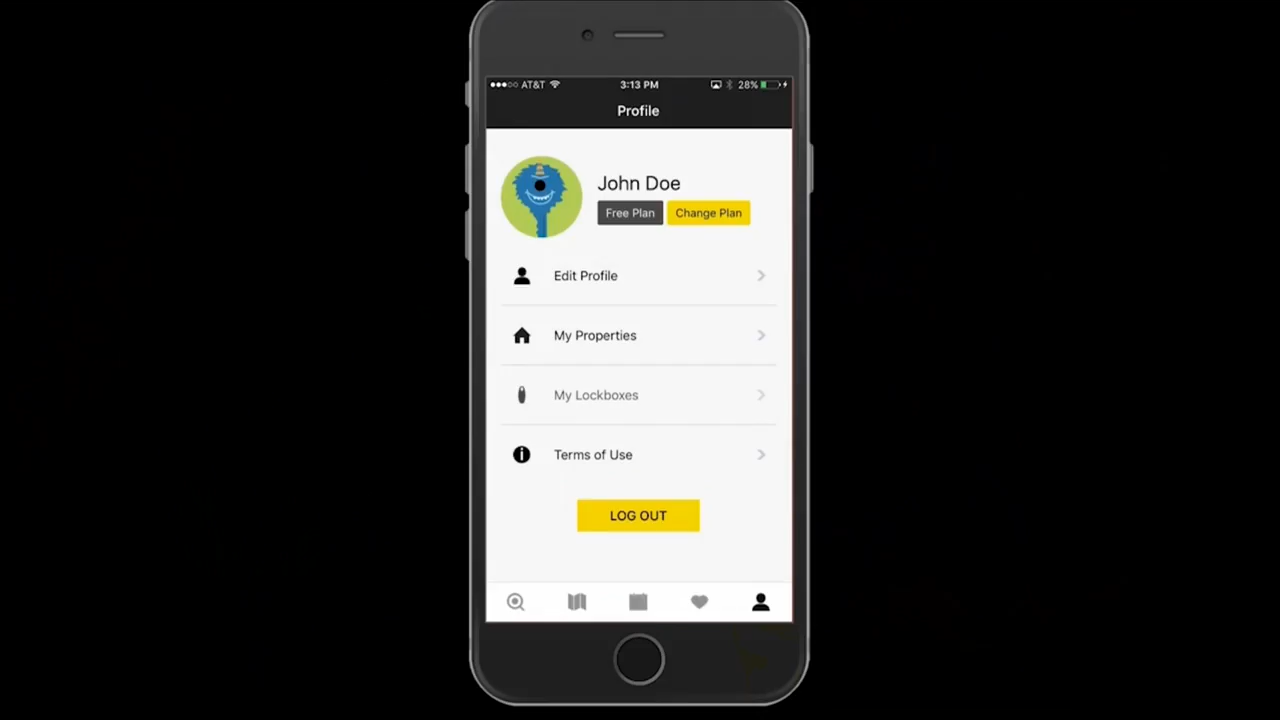 AT&T 3:13 PM 28%
Profile
John Doe
Free Plan Change Plan
Edit Profile
My Properties
My Lockboxes
Terms of Use
LOG OUT